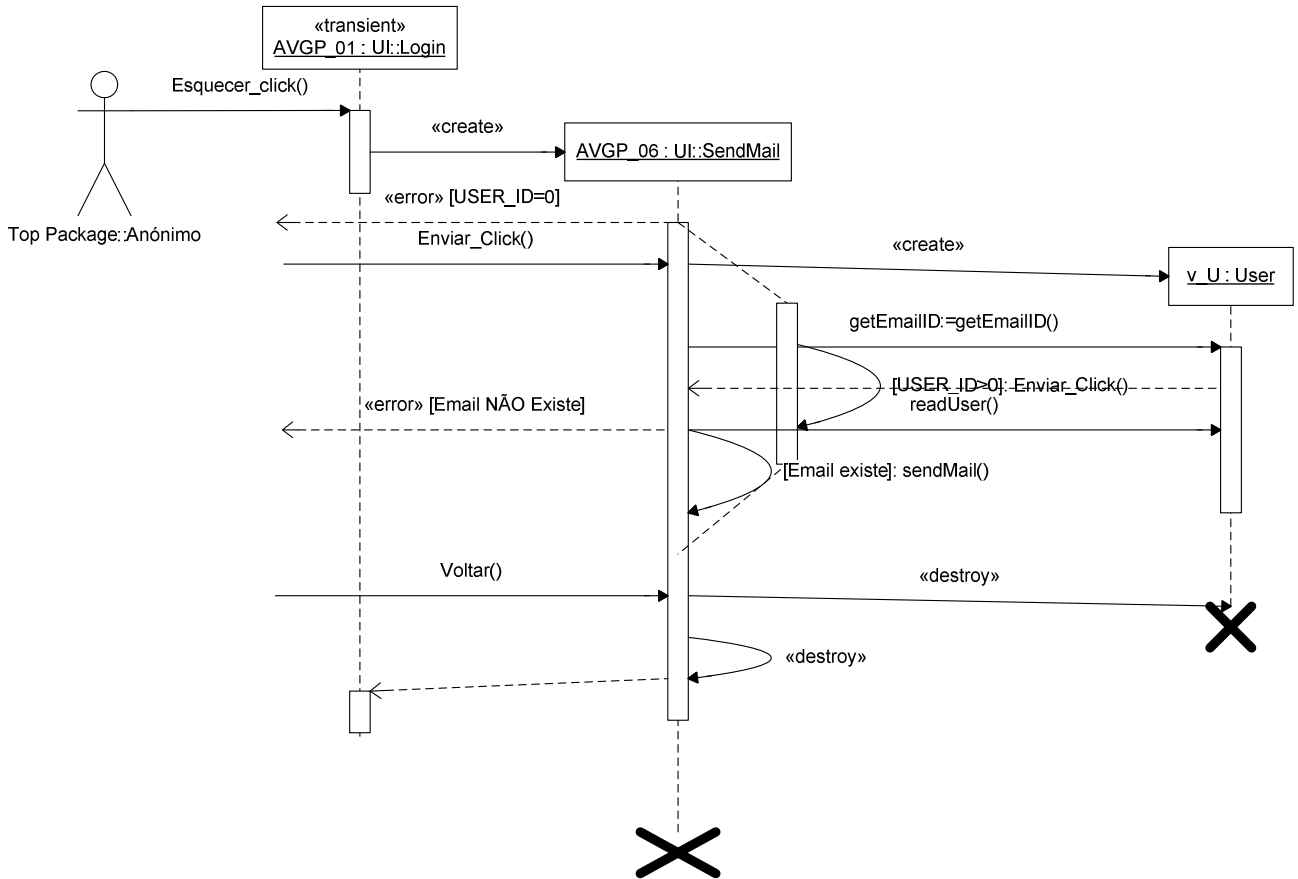 «transient»
AVGP_01 : UI::Login
Esquecer_click()
«create»
AVGP_06 : UI::SendMail
«error» [USER_ID=0]
Top Package::Anónimo
Enviar_Click()
«create»
v_U : User
getEmailID:=getEmailID()
[USER_ID>0]: Enviar_Click()
«error» [Email NÃO Existe]
readUser()
[Email existe]: sendMail()
Voltar()
«destroy»
«destroy»